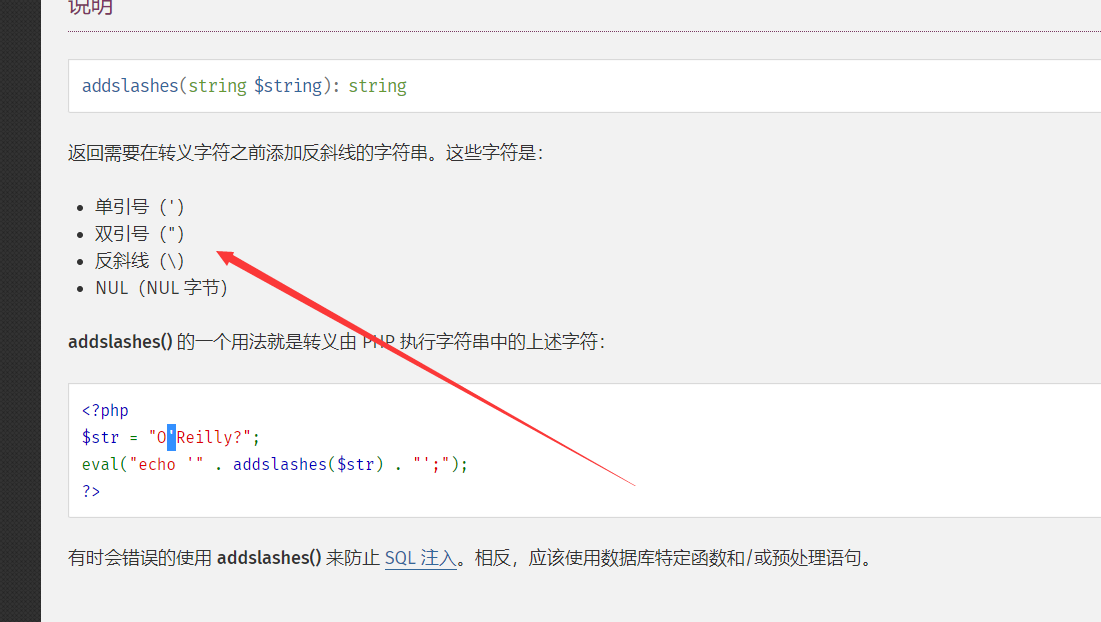 说明
addslashes(string $string): string
返回需要在转义字符之前添加反斜线的字符串。这些字符是：
• 单引号（'）
• 双引号（"）
• 反斜线（\）
• NUL（NUL 字节）
addslashes() 的一个用法就是转义由 PHP 执行字符串中的上述字符：
<?php
$str = "O'Reilly?";
eval("echo '" . addslashes($str) . "';");
?>
有时会错误的使用 addslashes() 来防止 SQL 注入。相反，应该使用数据库特定函数和/或预处理语句。